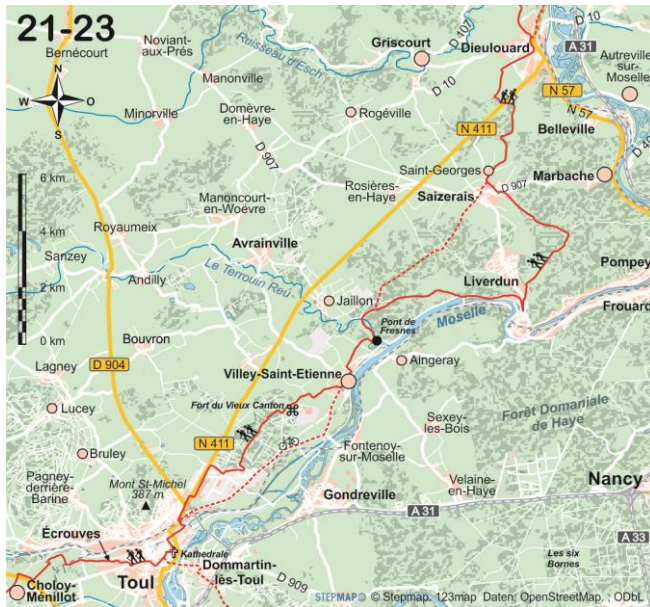 21-23
Bernécourt
Noviant-
aux-Prés
Ruisseau d'Esch
Griscourt
D 107
Dieulouard
D 10
A 31
Autreville
sur-
Moselle
N
W O
S
Manonville
D 10
N 57
N 57
Minorville
Domèvre-
en-Haye
Rogéville
N 411
Belleville
D 40
D 907
Saint-Georges
D 907
Marbache
6 km
4 km
2 km
0 km
Manoncourt-
en-Woëvre
Rosières-
en-Haye
Saizerais
Royaumeix
Sanzey
Avrainville
Liverdun
Pompey
Le Terrouin Reü
Andilly
Jaillon
Frouard
Moselle
Pont de
Fresnes
Bouvron
Lagney
D 904
Villey-Saint-Etienne
Aingeray
Lucey
Fort du Vieux Canton
Sexey
les-Bois
Forêt Domaniale
de Haye
N 411
Bruley
Fontenoy-
sur-Moselle
Mont St-Michel
387 m
Pagney-
derrière-
Barine
Velaine-
en-Haye
Nancy
Gondreville
A 31
A 33
Écrouves
Kathedrale
Les six
Bornes
Choloy-
Ménillot
Toul
Dommartin-
lès-Toul
D 909
STEPMAP © Stepmap, 123map Daten: OpenStreetMap, , ODbL